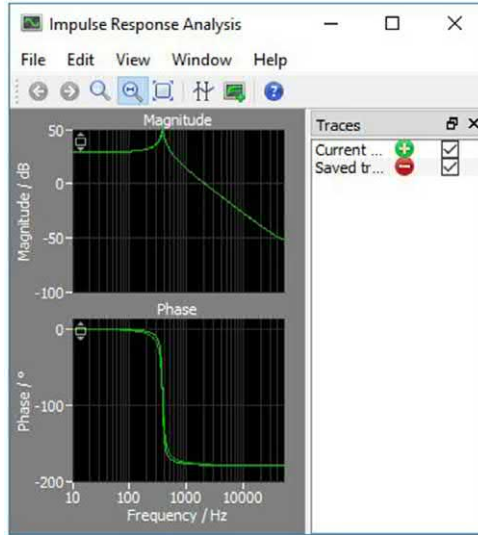 Impulse Response Analysis
File Edit View Window Help
Magnitude
50
0
-50
-100
Magnitude / dB
Phase
0
-100
-200
Phase / °
10 100 1000 10000
Frequency / Hz
Traces
Current ...
Saved tr...